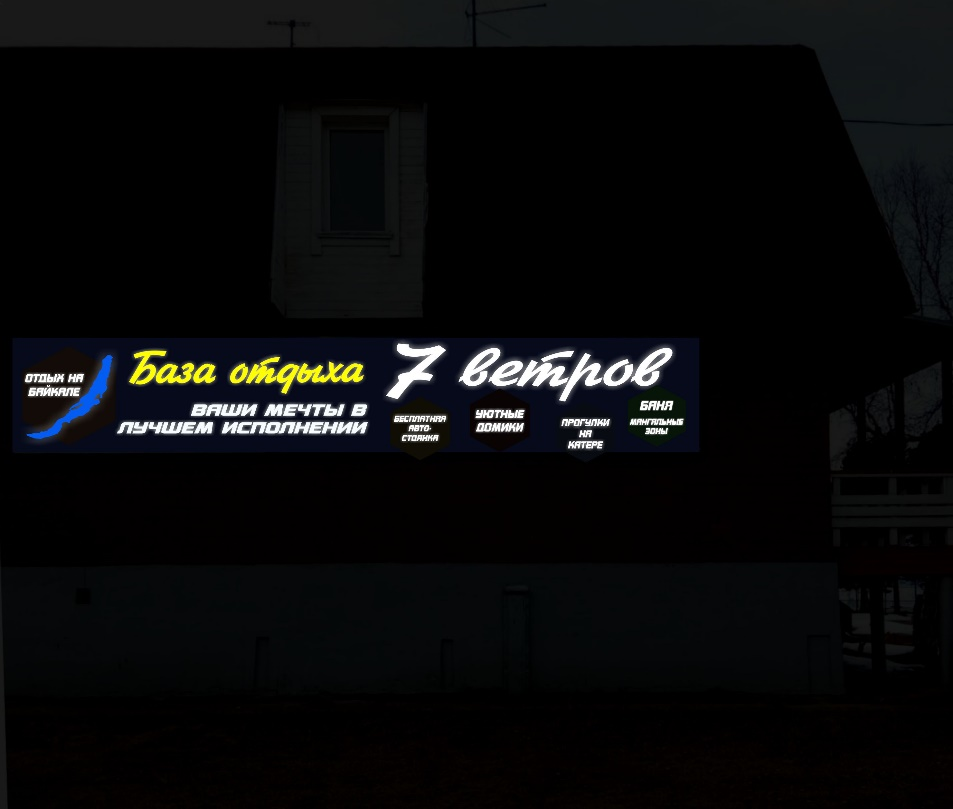 ОТДЫХ НА
БАЙКАЛЕ
База отдыха
7 ветров
ВАШИ МЕЧТЫ В
ЛУЧШЕМ ИСПОЛНЕНИИ
БЕСПЛАТНАЯ
АВТО-
СТОЯНКА
УЮТНЫЕ
ДОМИКИ
ПРОГУЛКИ
НА
КАТЕРЕ
БАНЯ
МАНГАЛЬНЫЕ
ЗОНЫ